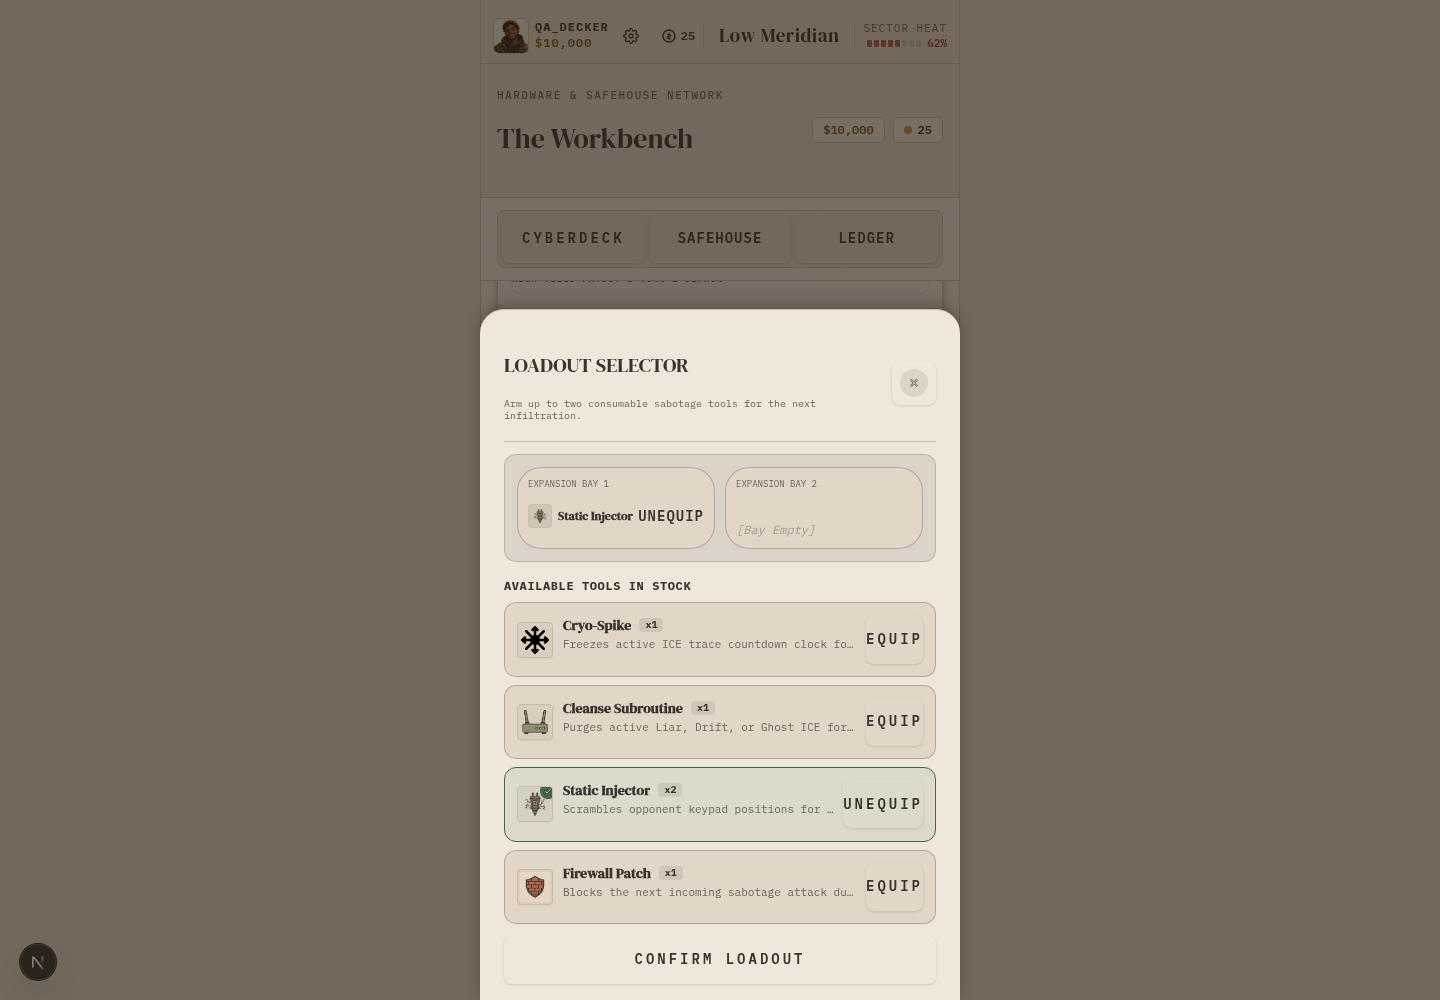 QA_DECKER
$10,000
25
Low Meridian
SECTOR HEAT
62%
HARDWARE & SAFEHOUSE NETWORK
The Workbench
$10,000
25
CYBERDECK
SAFEHOUSE
LEDGER
LOADOUT SELECTOR
Arm up to two consumable sabotage tools for the next
infiltration.
EXPANSION BAY 1
Static Injector UNEQUIP
EXPANSION BAY 2
[Bay Empty]
AVAILABLE TOOLS IN STOCK
Cryo-Spike x1
Freezes active ICE trace countdown clock fo…
EQUIP
Cleanse Subroutine x1
Purges active Liar, Drift, or Ghost ICE for…
EQUIP
Static Injector x2
Scrambles opponent keypad positions for …
UNEQUIP
Firewall Patch x1
Blocks the next incoming sabotage attack du…
EQUIP
CONFIRM LOADOUT
N